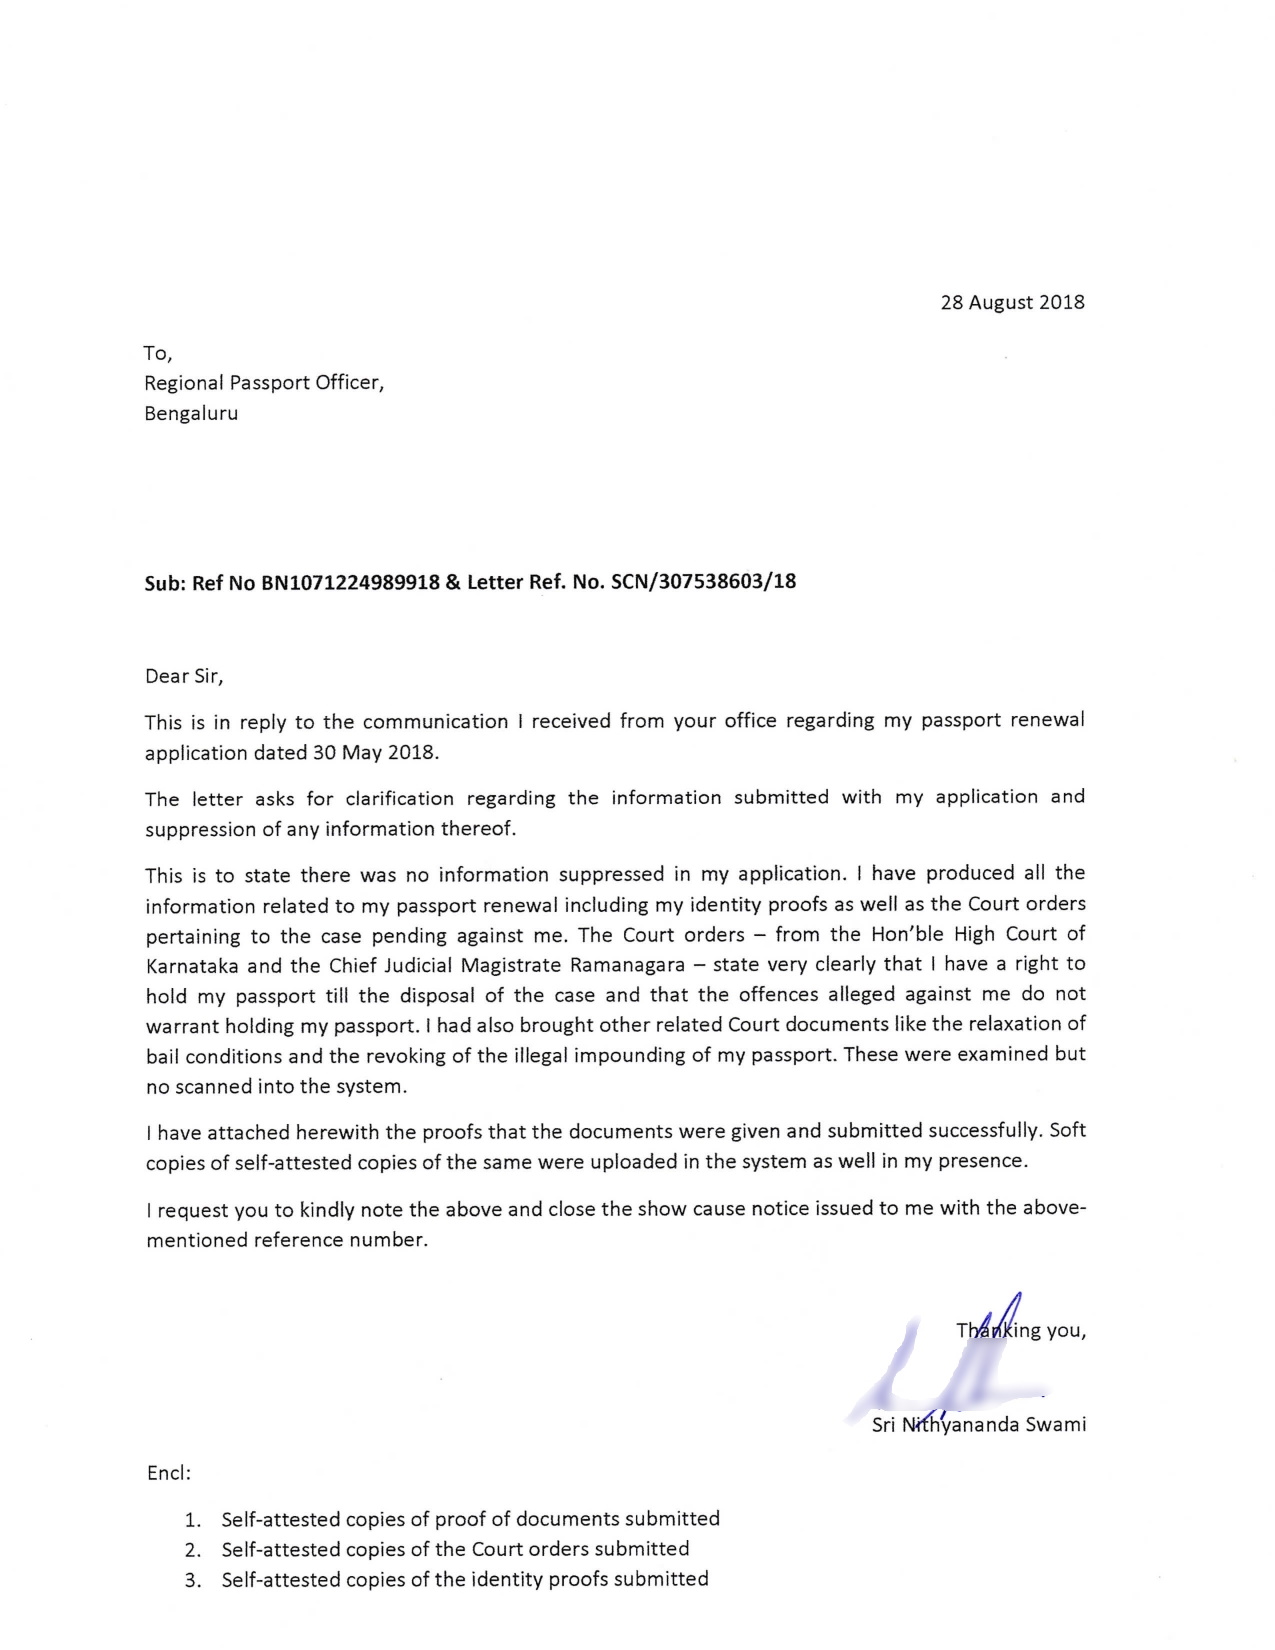 28 August 2018
To,
Regional Passport Officer,
Bengaluru
Sub: Ref No BN1071224989918 & Letter Ref. No. SCN/307538603/18
Dear Sir,
This is in reply to the communication I received from your office regarding my passport renewal
application dated 30 May 2018.
The letter asks for clarification regarding the information submitted with my application and
suppression of any information thereof.
This is to state there was no information suppressed in my application. I have produced all the
information related to my passport renewal including my identity proofs as well as the Court orders
pertaining to the case pending against me. The Court orders – from the Hon’ble High Court of
Karnataka and the Chief Judicial Magistrate Ramanagara – state very clearly that I have a right to
hold my passport till the disposal of the case and that the offences alleged against me do not
warrant holding my passport. I had also brought other related Court documents like the relaxation of
bail conditions and the revoking of the illegal impounding of my passport. These were examined but
no scanned into the system.
I have attached herewith the proofs that the documents were given and submitted successfully. Soft
copies of self-attested copies of the same were uploaded in the system as well in my presence.
I request you to kindly note the above and close the show cause notice issued to me with the above-
mentioned reference number.
Thanking you,
Sri Nithyananda Swami
Encl:
1. Self-attested copies of proof of documents submitted
2. Self-attested copies of the Court orders submitted
3. Self-attested copies of the identity proofs submitted